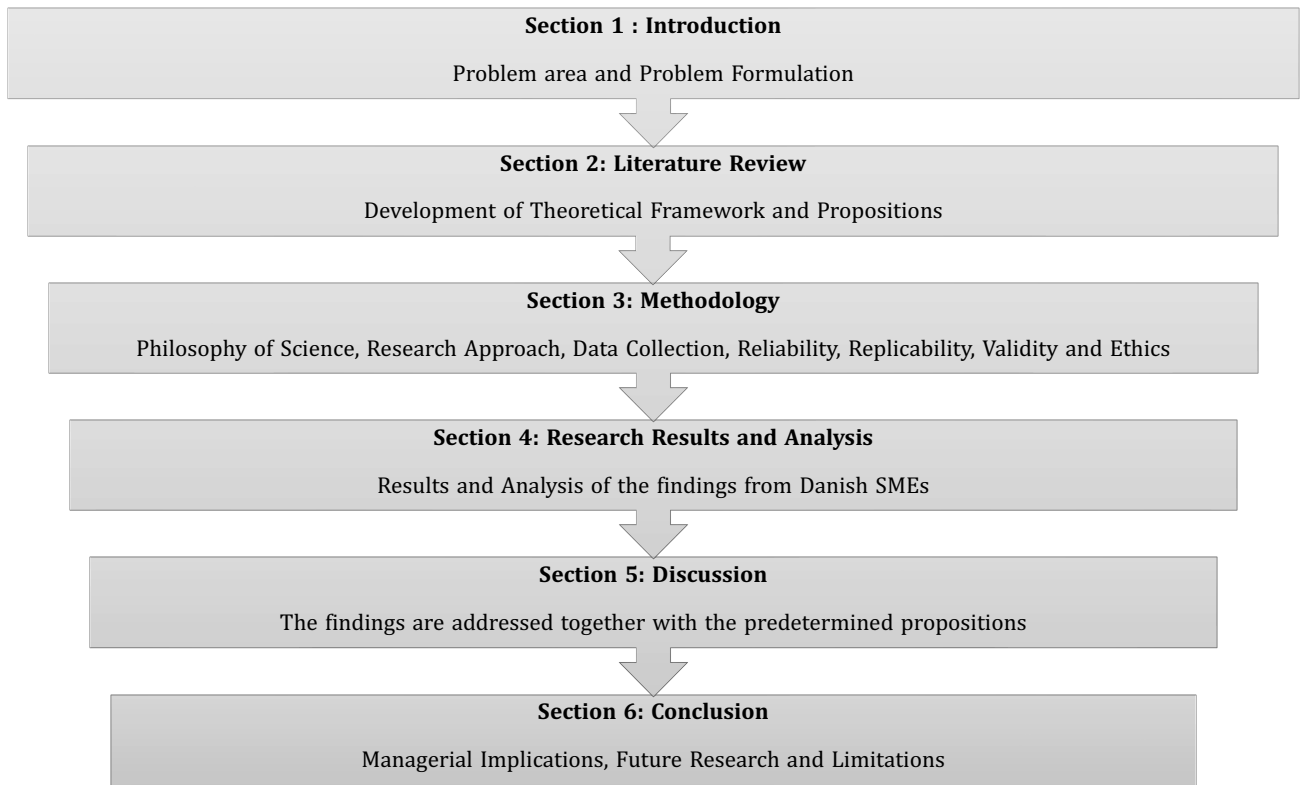 Section 1 : Introduction
Problem area and Problem Formulation
Section 2: Literature Review
Development of Theoretical Framework and Propositions
Section 3: Methodology
Philosophy of Science, Research Approach, Data Collection, Reliability, Replicability, Validity and Ethics
Section 4: Research Results and Analysis
Results and Analysis of the findings from Danish SMEs
Section 5: Discussion
The findings are addressed together with the predetermined propositions
Section 6: Conclusion
Managerial Implications, Future Research and Limitations